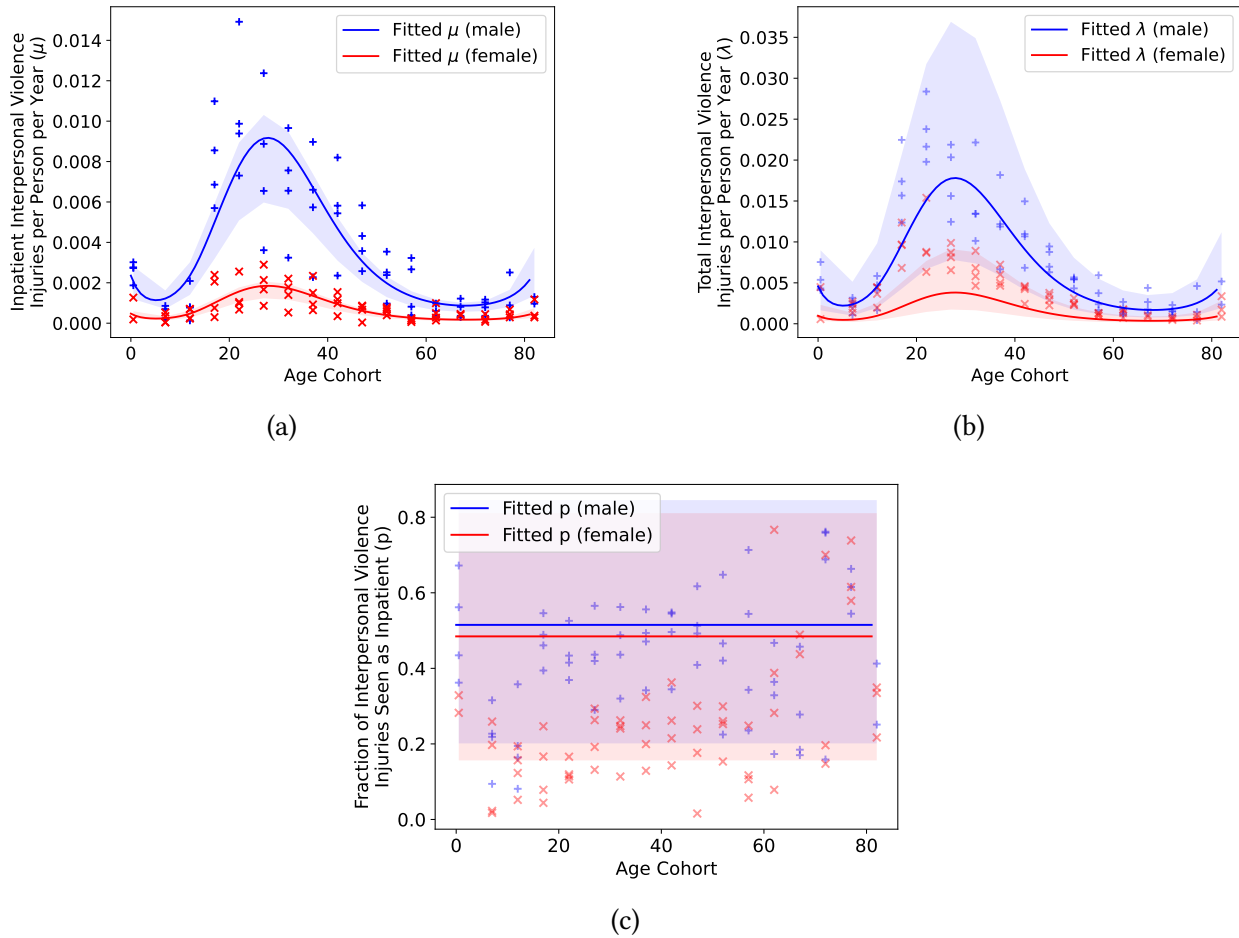 Inpatient Interpersonal Violence
Injuries per Person per Year (μ)
0.014
0.012
0.010
0.008
0.006
0.004
0.002
0.000
Fitted μ (male)
Fitted μ (female)
0 20 40 60 80
Age Cohort
(a)
Total Interpersonal Violence
Injuries per Person per Year (λ)
0.035
0.030
0.025
0.020
0.015
0.010
0.005
0.000
Fitted λ (male)
Fitted λ (female)
0 20 40 60 80
Age Cohort
(b)
Fraction of Interpersonal Violence
Injuries Seen as Inpatient (p)
0.8
0.6
0.4
0.2
0.0
Fitted p (male)
Fitted p (female)
0 20 40 60 80
Age Cohort
(c)